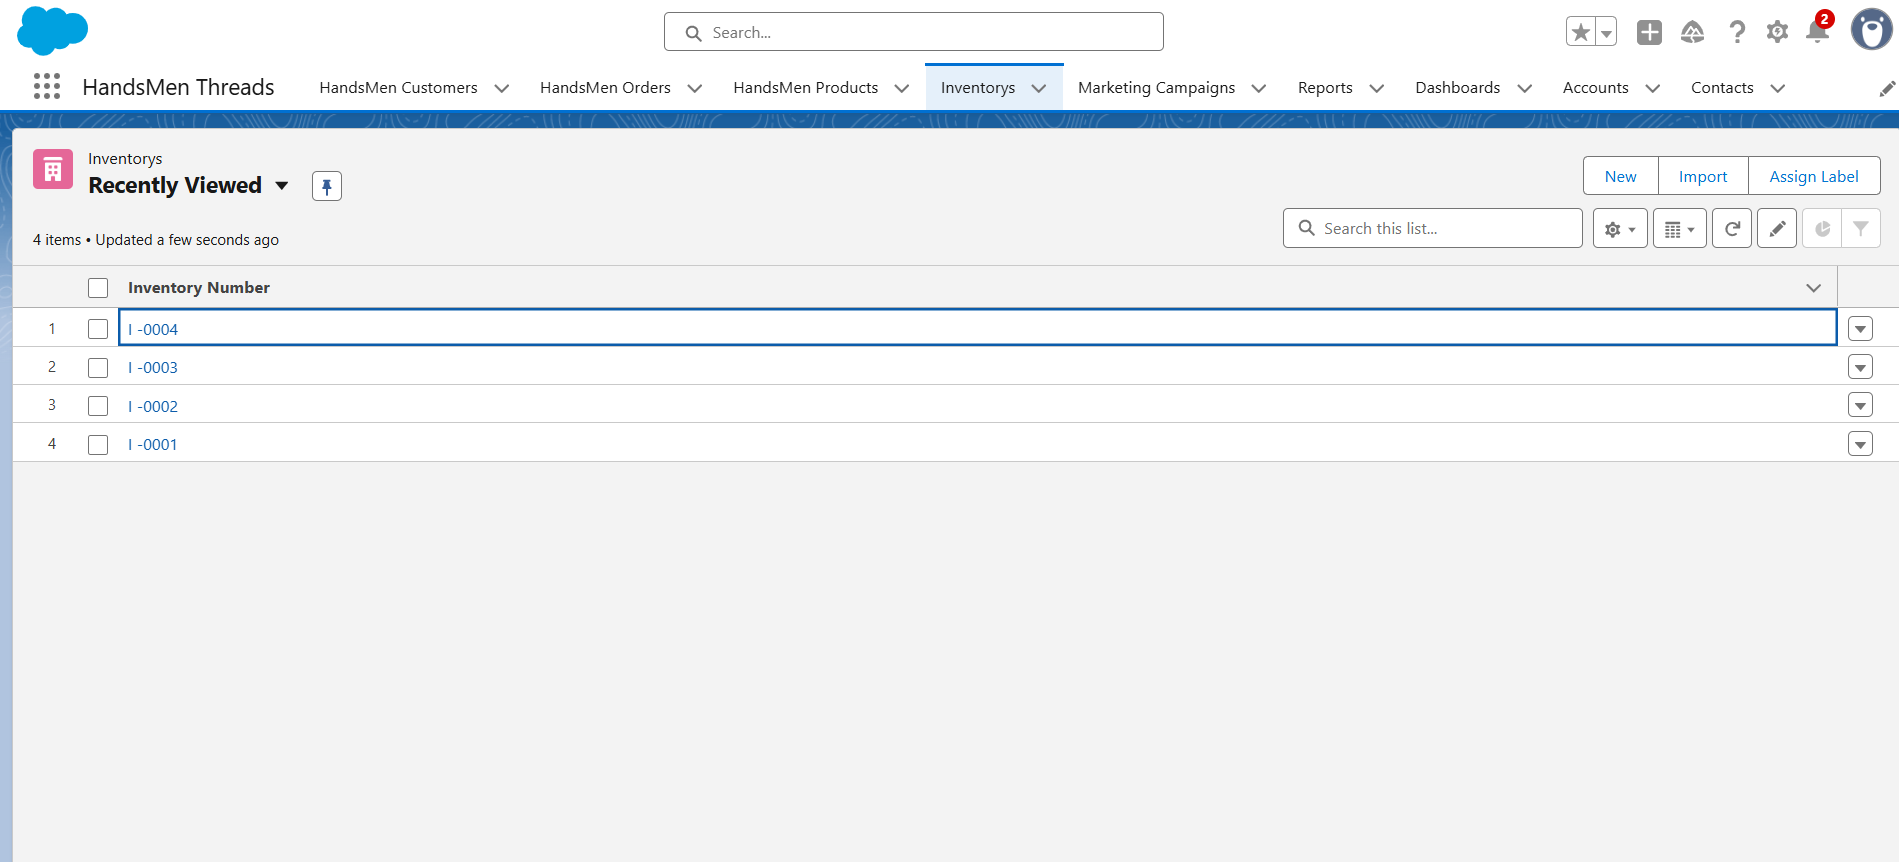 Search...
2
HandsMen Threads
HandsMen Customers
HandsMen Orders
HandsMen Products
Inventorys
Marketing Campaigns
Reports
Dashboards
Accounts
Contacts
Inventorys
Recently Viewed
New
Import
Assign Label
4 items • Updated a few seconds ago
Search this list...
Inventory Number
1 I -0004
2 I -0003
3 I -0002
4 I -0001